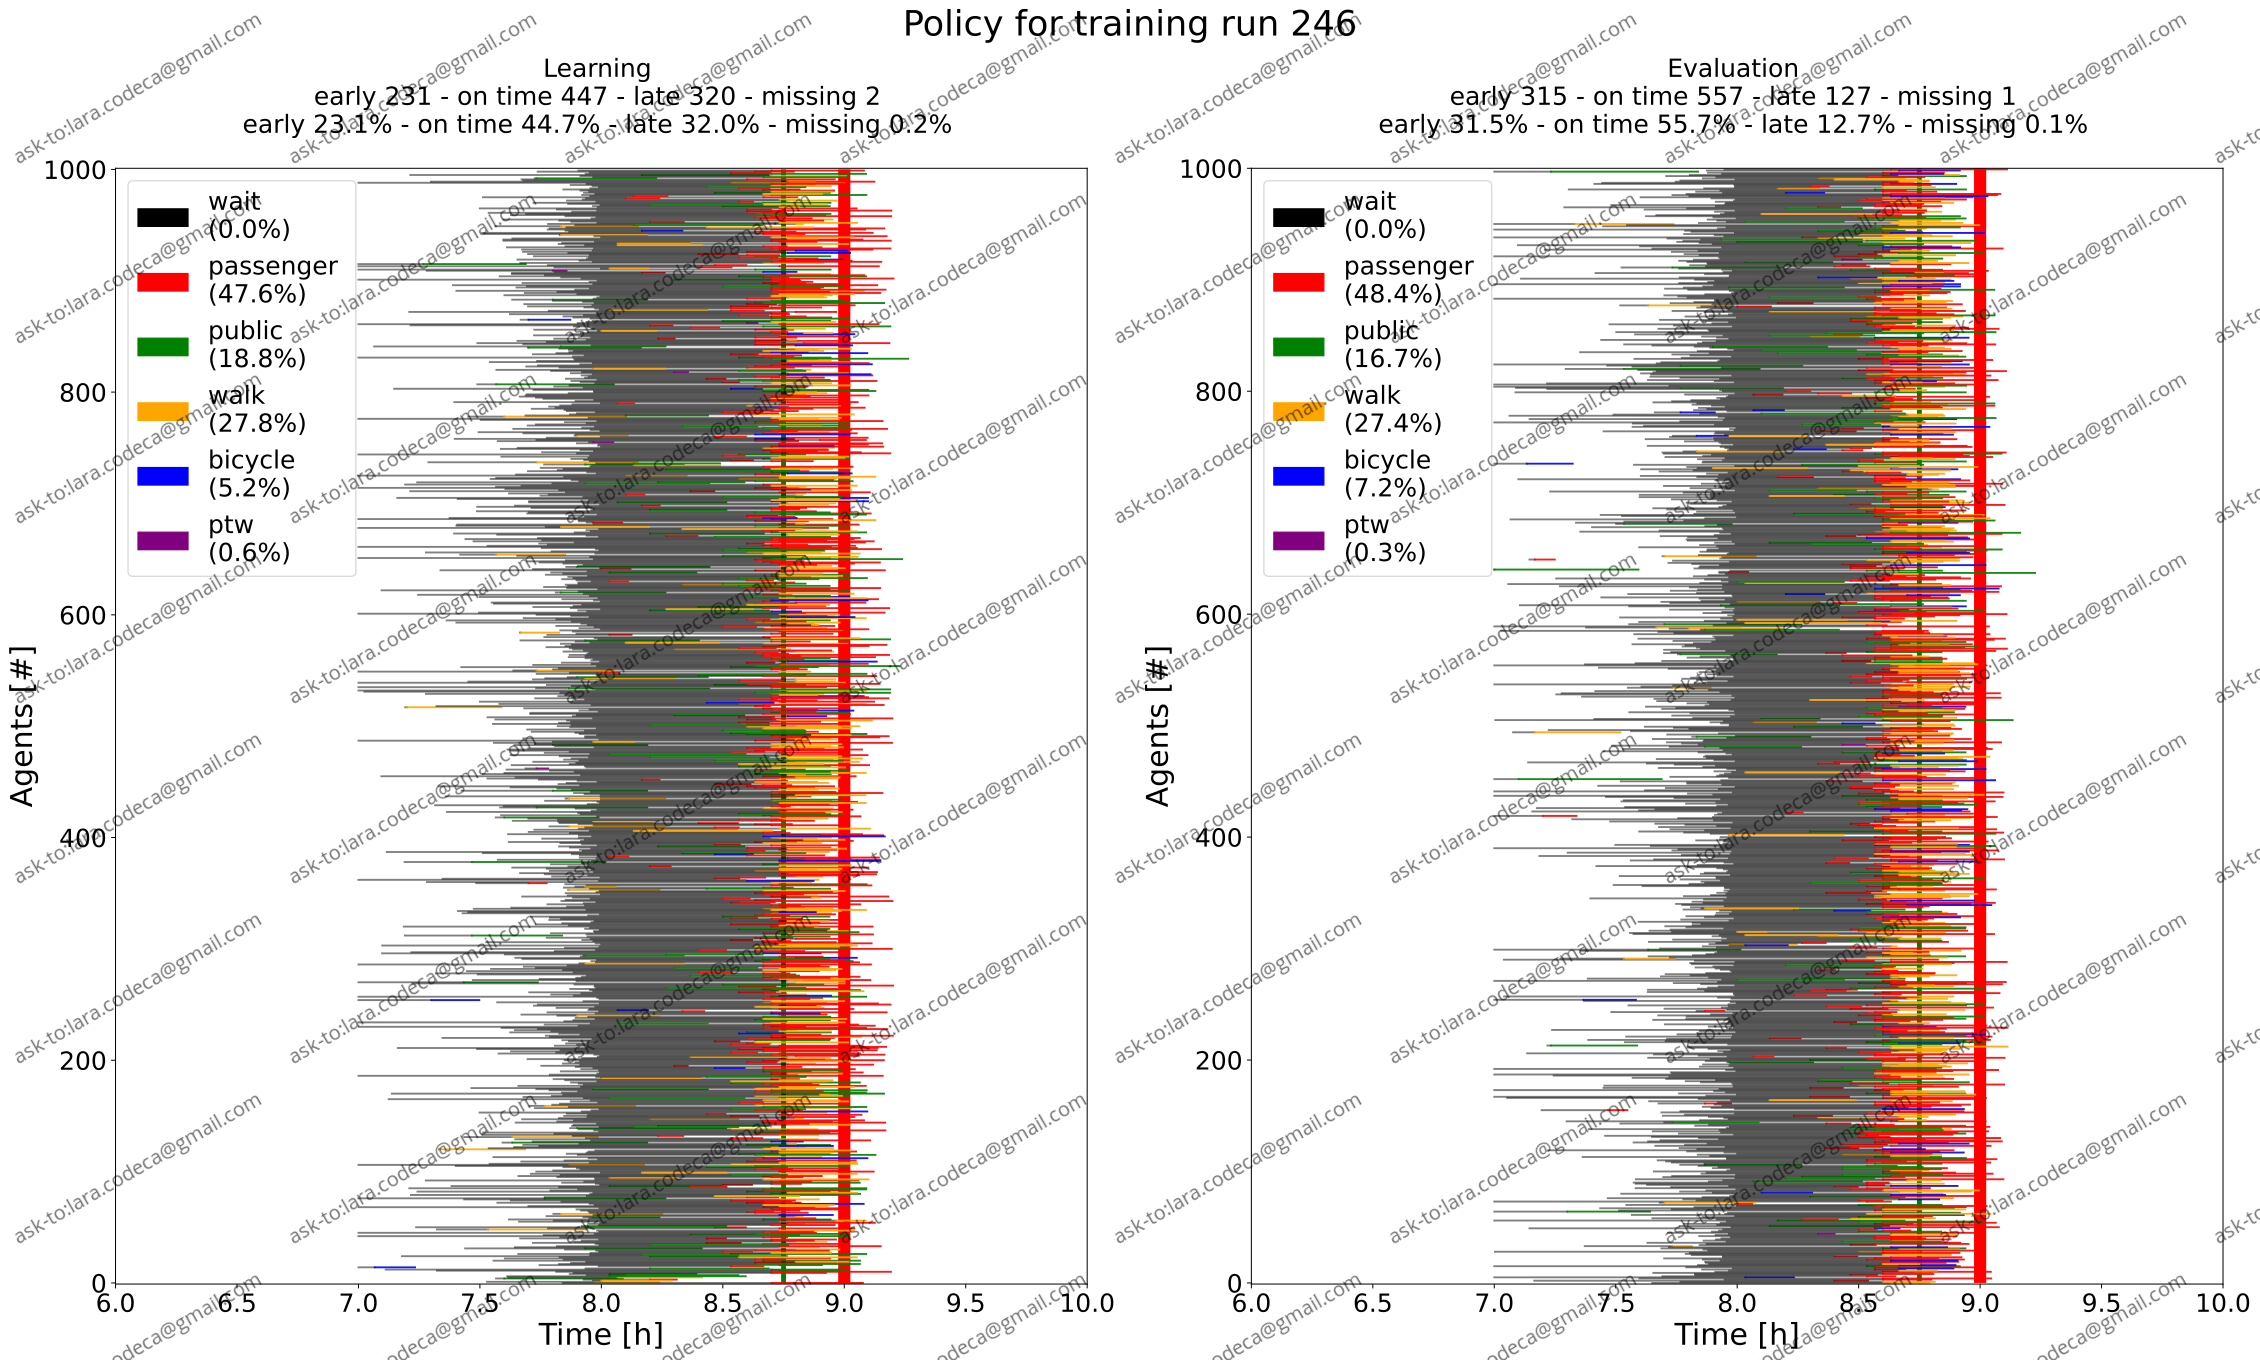 Policy for training run 246
Learning
early 231 - on time 447 - late 320 - missing 2
early 23.1% - on time 44.7% - late 32.0% - missing 0.2%
1000
800
600
400
200
0
Agents [#]
wait
(0.0%)
passenger
(47.6%)
public
(18.8%)
walk
(27.8%)
bicycle
(5.2%)
ptw
(0.6%)
6.0 6.5 7.0 7.5 8.0 8.5 9.0 9.5 10.0
Time [h]
Evaluation
early 315 - on time 557 - late 127 - missing 1
early 31.5% - on time 55.7% - late 12.7% - missing 0.1%
1000
800
600
400
200
0
Agents [#]
wait
(0.0%)
passenger
(48.4%)
public
(16.7%)
walk
(27.4%)
bicycle
(7.2%)
ptw
(0.3%)
6.0 6.5 7.0 7.5 8.0 8.5 9.0 9.5 10.0
Time [h]
ask-to:lara.codeca@gmail.com